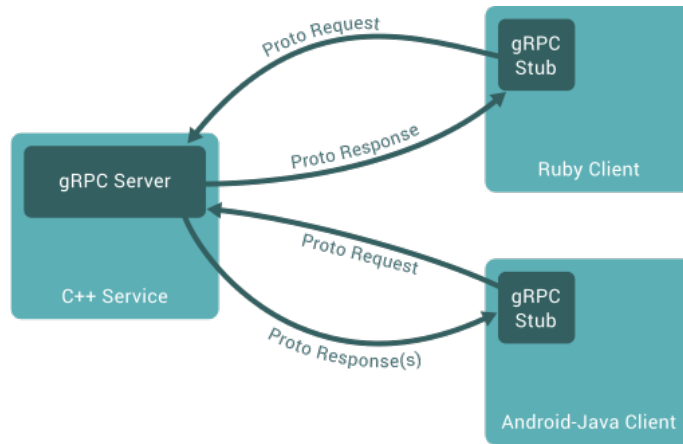 Proto Request
gRPC
Stub
Ruby Client
Proto Response
gRPC Server
C++ Service
Proto Request
gRPC
Stub
Android-Java Client
Proto Response(s)